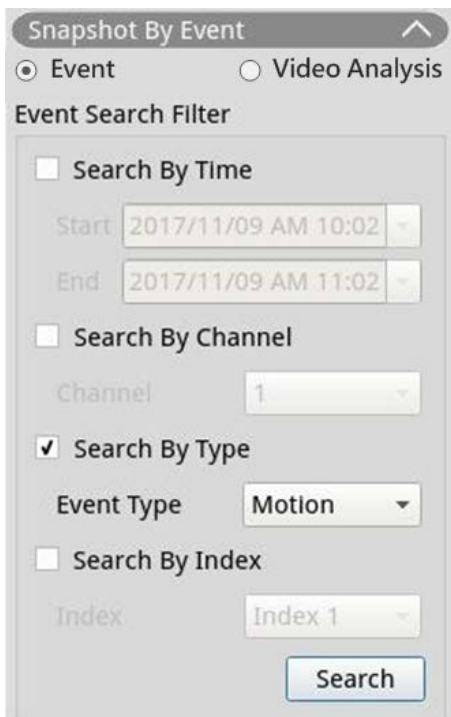 Snapshot By Event
Event Video Analysis
Event Search Filter
Search By Time
Start 2017/11/09 AM 10:02
End 2017/11/09 AM 11:02
Search By Channel
Channel 1
Search By Type
Event Type Motion
Search By Index
Index Index 1
Search